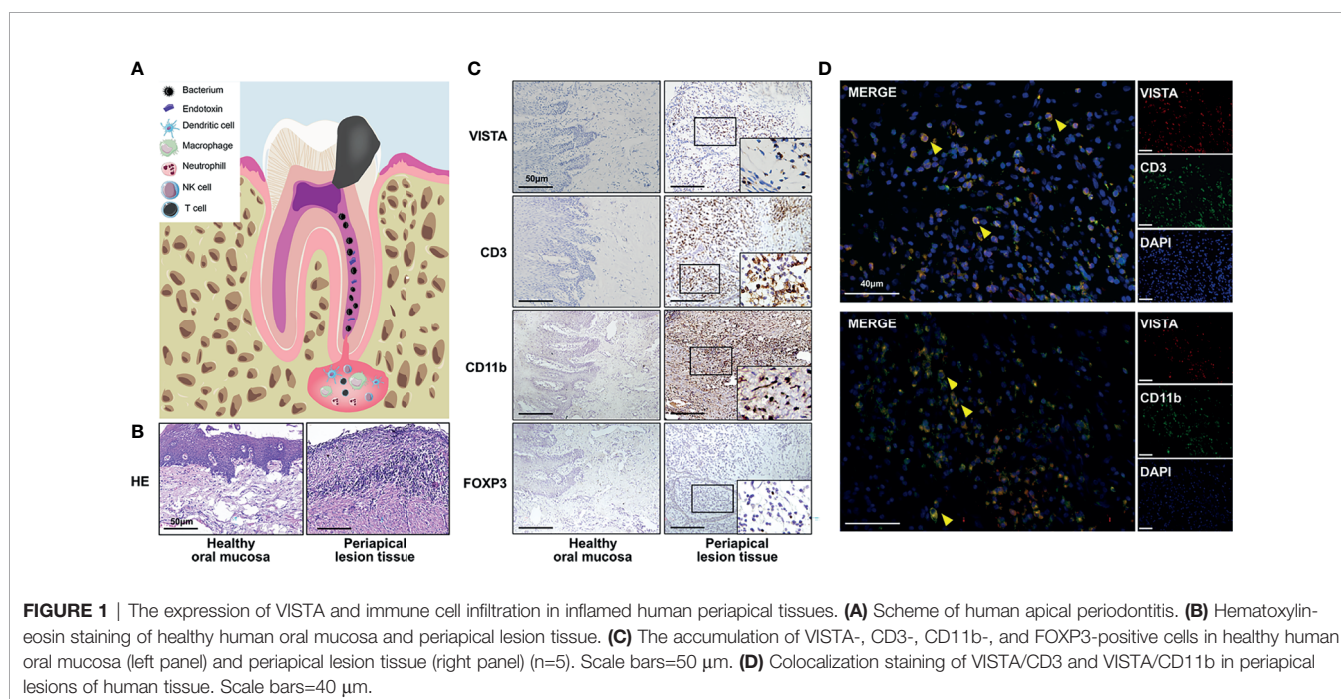 A
Bacterium
Endotoxin
Dendritic cell
Macrophage
Neutrophill
NK cell
T cell
B
HE
50μm
Healthy
oral mucosa
Periapical
lesion tissue
C
VISTA
50μm
CD3
CD11b
FOXP3
Healthy
oral mucosa
Periapical
lesion tissue
D
MERGE
40μm
VISTA
CD3
DAPI
MERGE
VISTA
CD11b
DAPI
FIGURE 1 | The expression of VISTA and immune cell infiltration in inflamed human periapical tissues. (A) Scheme of human apical periodontitis. (B) Hematoxylin-
eosin staining of healthy human oral mucosa and periapical lesion tissue. (C) The accumulation of VISTA-, CD3-, CD11b-, and FOXP3-positive cells in healthy human
oral mucosa (left panel) and periapical lesion tissue (right panel) (n=5). Scale bars=50 μm. (D) Colocalization staining of VISTA/CD3 and VISTA/CD11b in periapical
lesions of human tissue. Scale bars=40 μm.